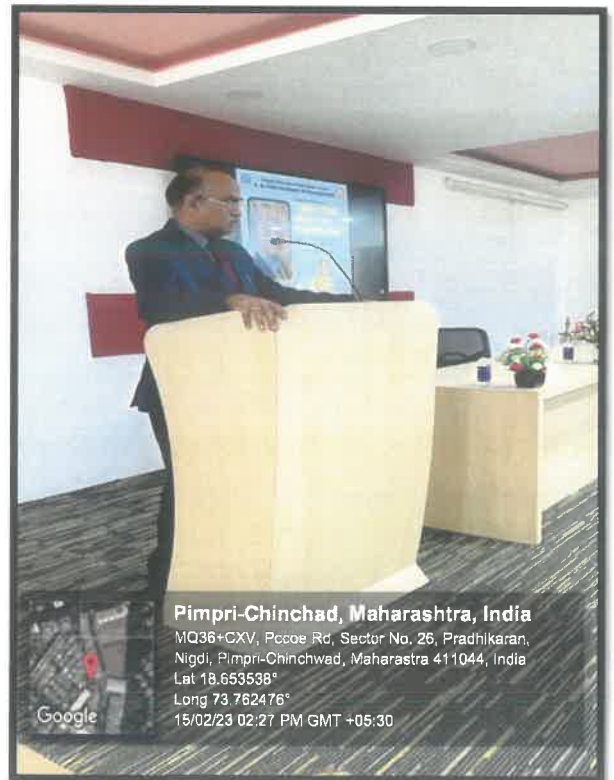 Pimpri-Chinchad, Maharashtra, India
MQ36+CXV, Pccoe Rd, Sector No. 26, Pradhikaran,
Nigdi, Pimpri-Chinchwad, Maharastra 411044, India
Lat 18.653538°
Long 73.762476°
15/02/23 02:27 PM GMT +05:30
Google